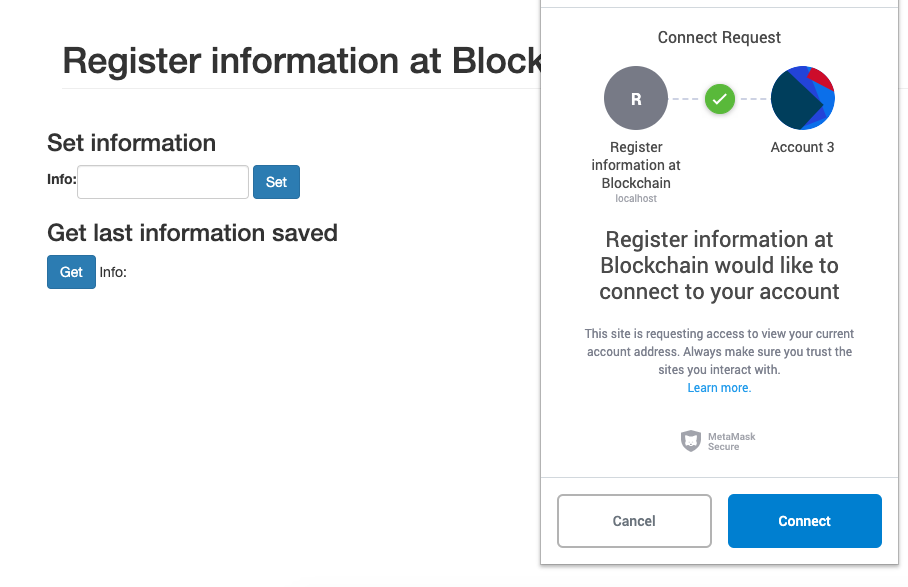 Register information at Block
Set information
Info:
Set
Get last information saved
Get
Info:
Connect Request
R
Register
information at
Blockchain
localhost
Account 3
Register information at
Blockchain would like to
connect to your account
This site is requesting access to view your current
account address. Always make sure you trust the
sites you interact with.
Learn more.
MetaMask
Secure
Cancel
Connect